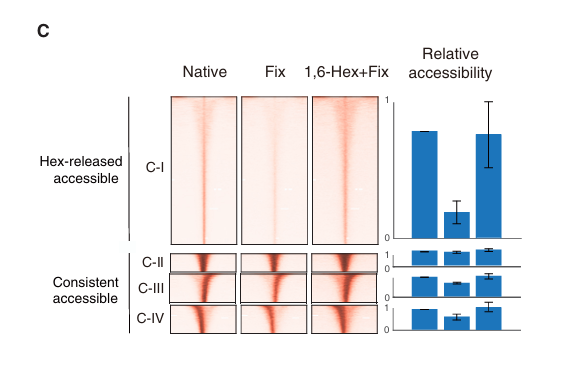 C
Relative
accessibility
Native Fix 1,6-Hex+Fix
1
Hex-released
accessible
C-I
0
C-II
1
0
Consistent
accessible
C-III
0
C-IV
1
0